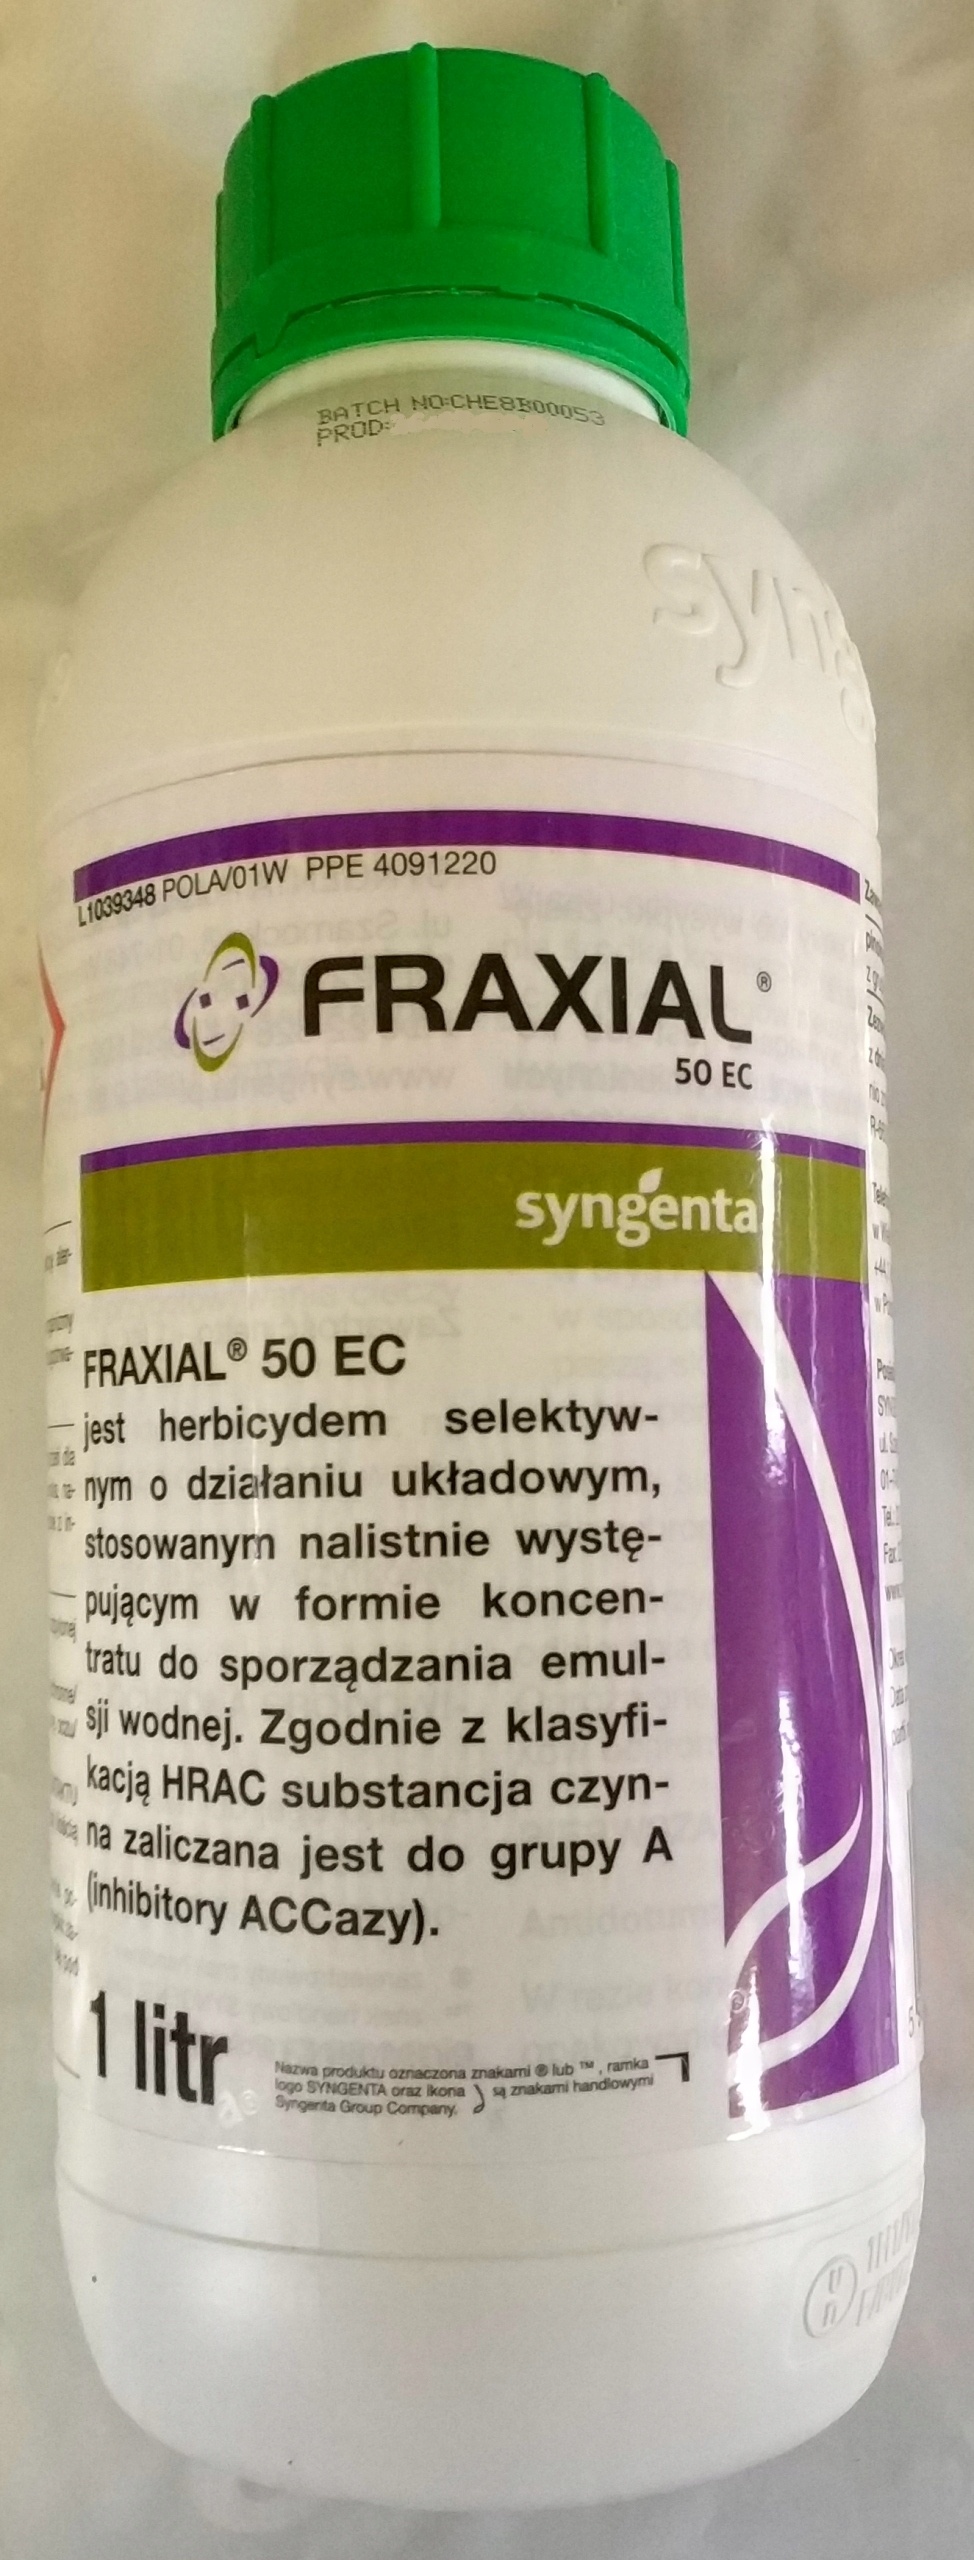 BATCH NO:CHE8B00053
PROD:
syng
L1039348 POLA/01W PPE 4091220
FRAXIAL®
50 EC
syngenta
FRAXIAL® 50 EC
jest herbicydem selektyw-
nym o działaniu układowym,
stosowanym nalistnie wystę-
pującym w formie koncen-
tratu do sporządzania emul-
sji wodnej. Zgodnie z klasyfi-
kacją HRAC substancja czyn-
na zaliczana jest do grupy A
(inhibitory ACCazy).
1 litr
Nazwa produktu oznaczona znakami ® lub ™, ramka
logo SYNGENTA oraz ikona są znakami handlowymi
Syngenta Group Company.